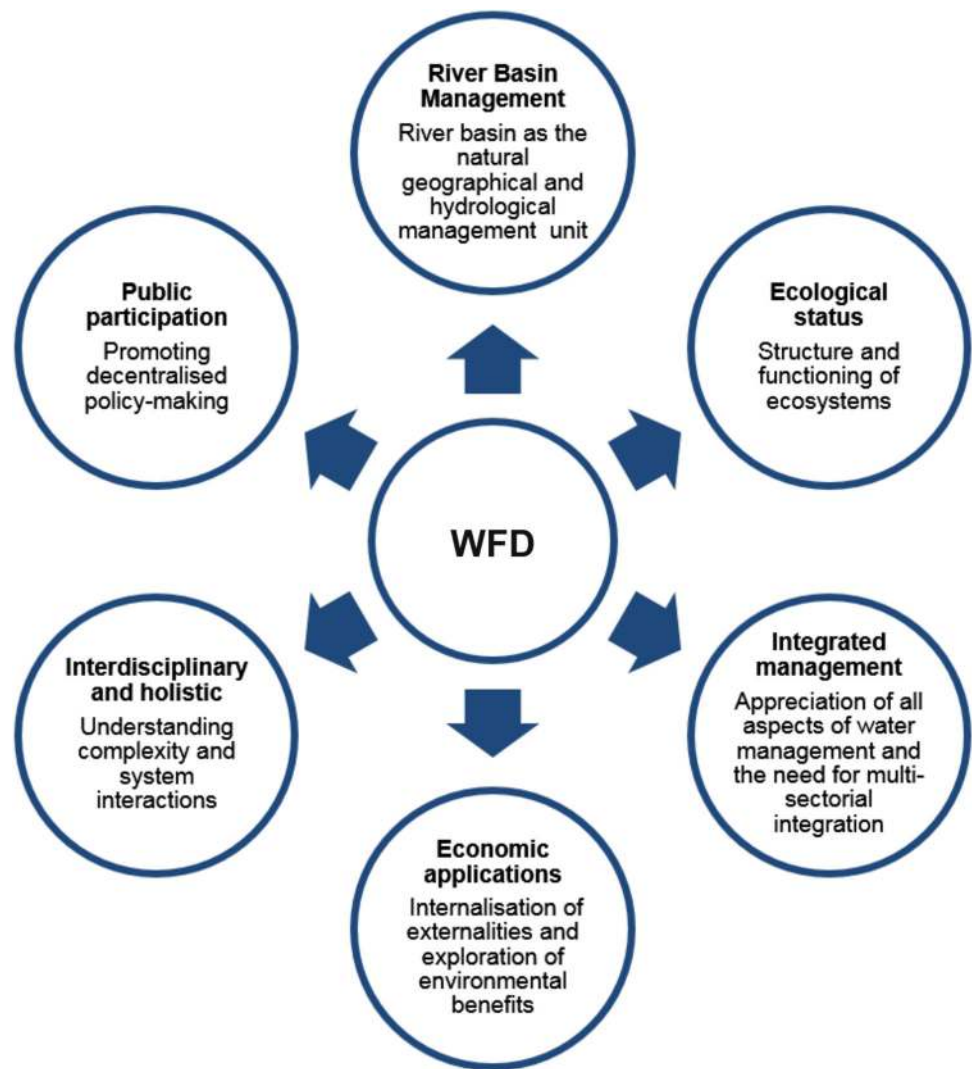 River Basin
Management
River basin as the
natural
geographical and
hydrological
management unit
Public
participation
Promoting
decentralised
policy-making
Ecological
status
Structure and
functioning of
ecosystems
WFD
Interdisciplinary
and holistic
Understanding
complexity and
system
interactions
Integrated
management
Appreciation of all
aspects of water
management and
the need for multi-
sectorial
integration
Economic
applications
Internalisation of
externalities and
exploration of
environmental
benefits